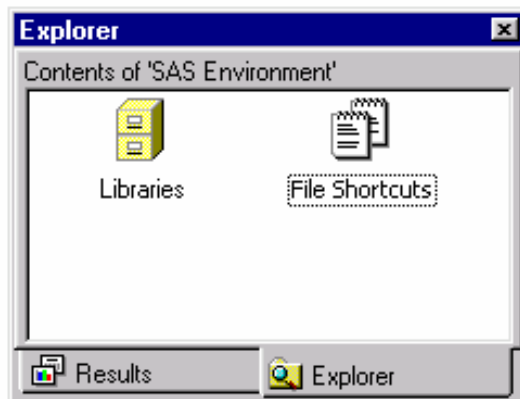 Explorer
Contents of 'SAS Environment'
Libraries
File Shortcuts
Results
Explorer